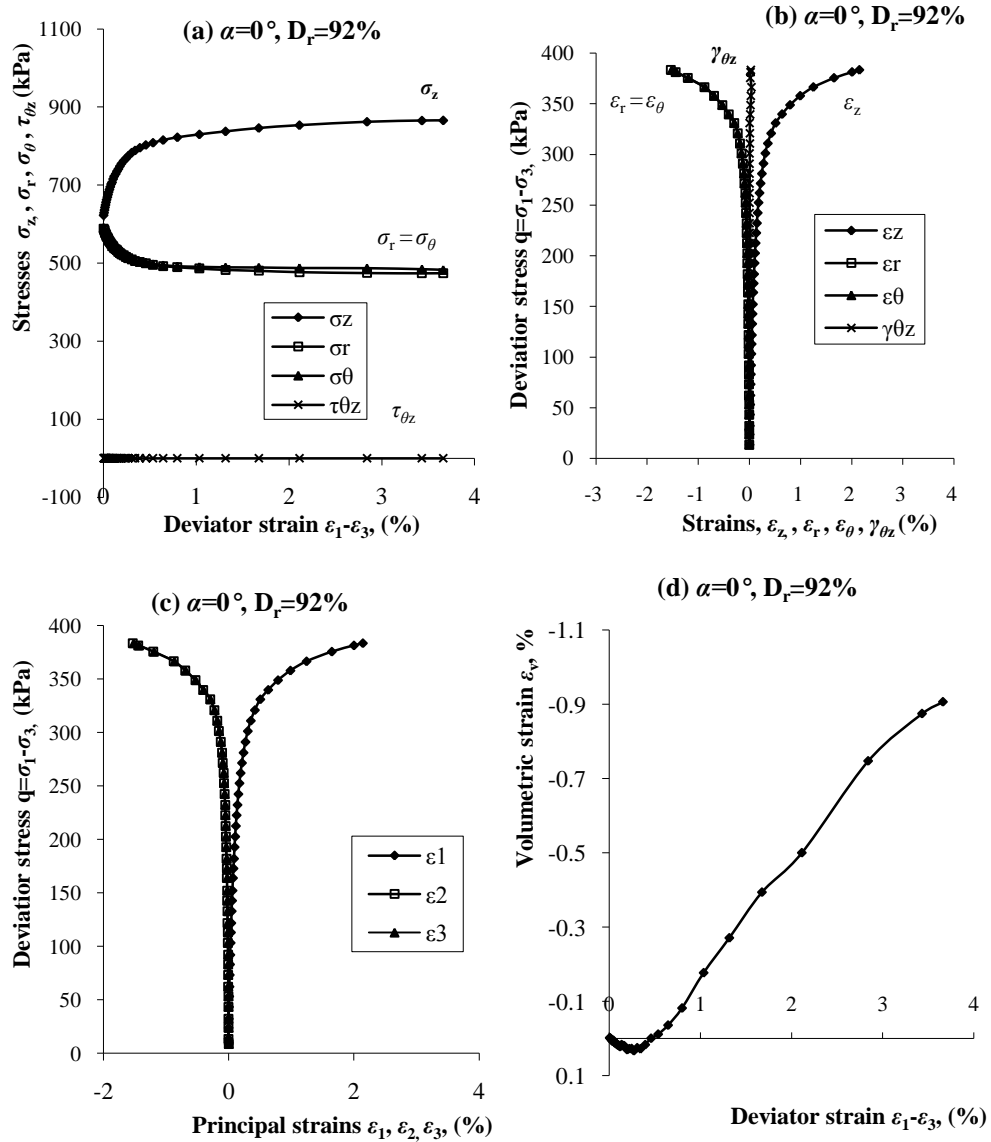 (a) α=0°, Dr=92%
Stresses σz, σr, σθ, τθz (kPa)
1100
900
700
500
300
100
-100
0
1
2
3
4
σz
σr = σθ
τθz
σz
σr
σθ
τθz
Deviator strain ε1-ε3, (%)
(b) α=0°, Dr=92%
Deviatior stress q=σ1-σ3, (kPa)
400
350
300
250
200
150
100
50
0
-3
-2
-1
0
1
2
3
4
γθz
εr = εθ
εz
εz
εr
εθ
γθz
Strains, εz, εr, εθ, γθz (%)
(c) α=0°, Dr=92%
Deviatior stress q=σ1-σ3, (kPa)
400
350
300
250
200
150
100
50
0
-2
0
2
4
ε1
ε2
ε3
Principal strains ε1, ε2, ε3, (%)
(d) α=0°, Dr=92%
Volumetric strain εv, %
-1.1
-0.9
-0.7
-0.5
-0.3
-0.1
0.1
0
1
2
3
4
Deviator strain ε1-ε3, (%)